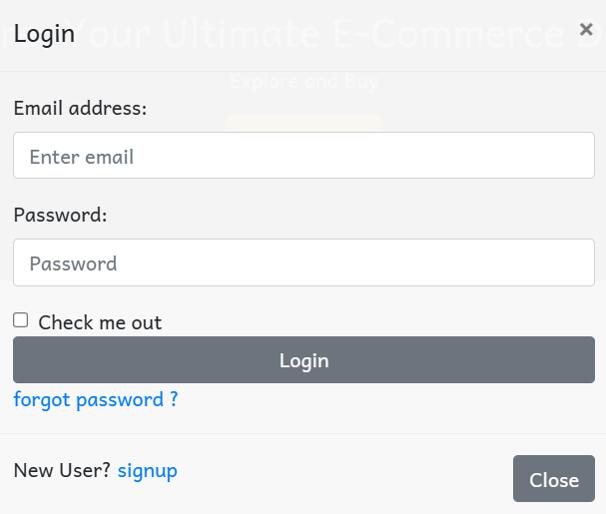 Login ×
Your Ultimate E-Commerce
Explore and Buy
Email address:
Enter email
Password:
Password
Check me out
Login
forgot password ?
New User? signup
Close